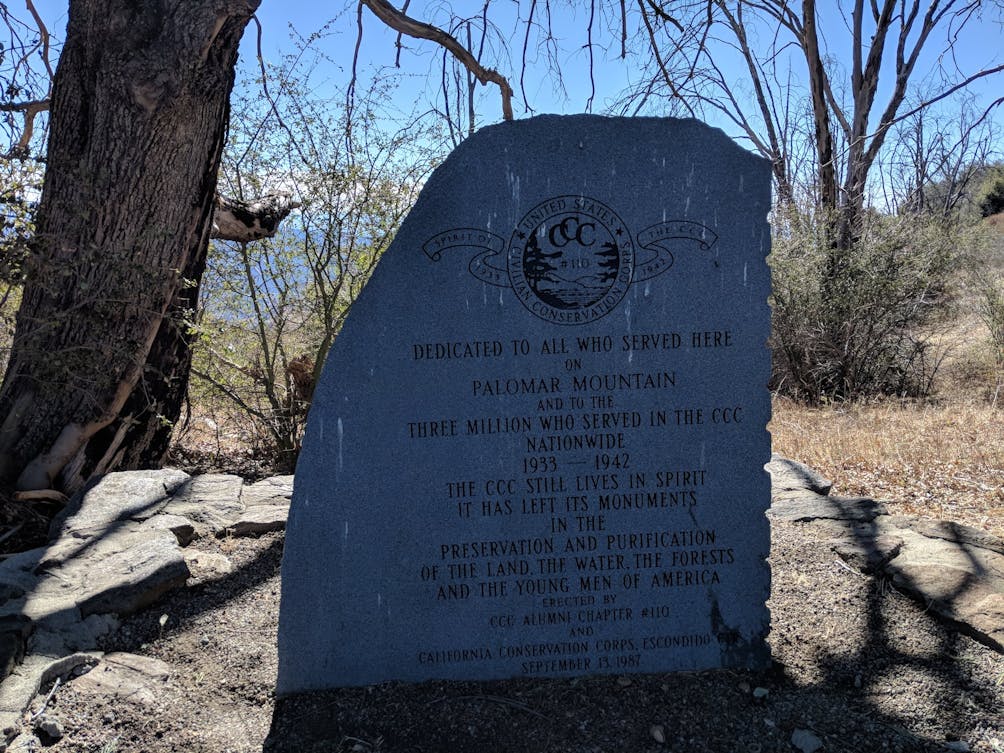 SPIRIT OF
THE CCC
1933
1942
★ UNITED STATES ★
CIVILIAN CONSERVATION CORPS
CCC
#110
DEDICATED TO ALL WHO SERVED HERE
ON
PALOMAR MOUNTAIN
AND TO THE
THREE MILLION WHO SERVED IN THE CCC
NATIONWIDE
1933 — 1942
THE CCC STILL LIVES IN SPIRIT
IT HAS LEFT ITS MONUMENTS
IN THE
PRESERVATION AND PURIFICATION
OF THE LAND, THE WATER, THE FORESTS
AND THE YOUNG MEN OF AMERICA
ERECTED BY
CCC ALUMNI CHAPTER #110
AND
CALIFORNIA CONSERVATION CORPS, ESCONDIDO CTR.
SEPTEMBER 13, 1987